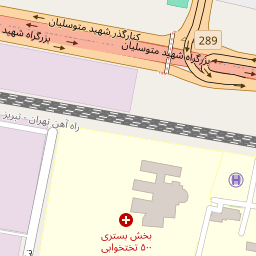 کنارگذر شهید متوسلیان
بزرگراه شهید متوسلیان
بزرگراه شهید
289
راه آهن تهران - تبریز
H
بخش بستری
۵۰۰ تختخوابی